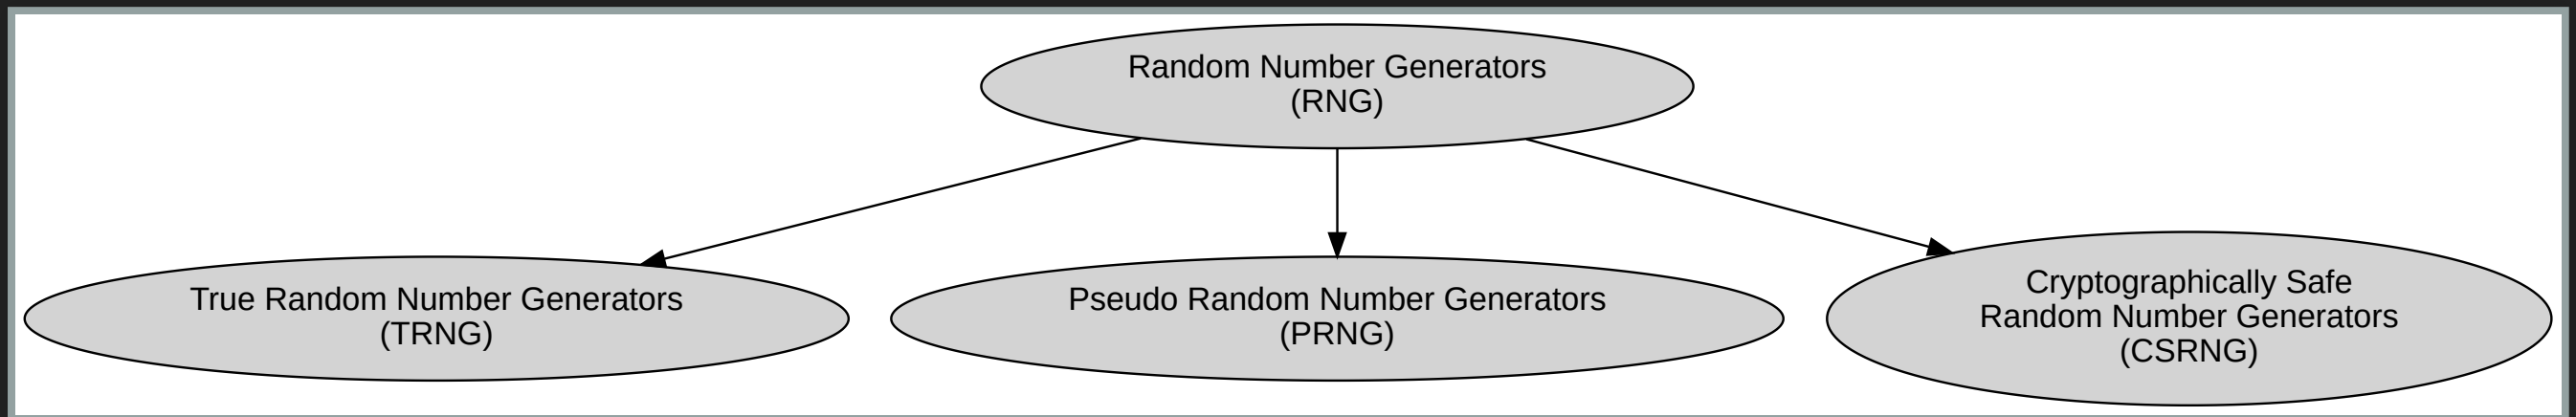 Random Number Generators
(RNG)
True Random Number Generators
(TRNG)
Pseudo Random Number Generators
(PRNG)
Cryptographically Safe
Random Number Generators
(CSRNG)